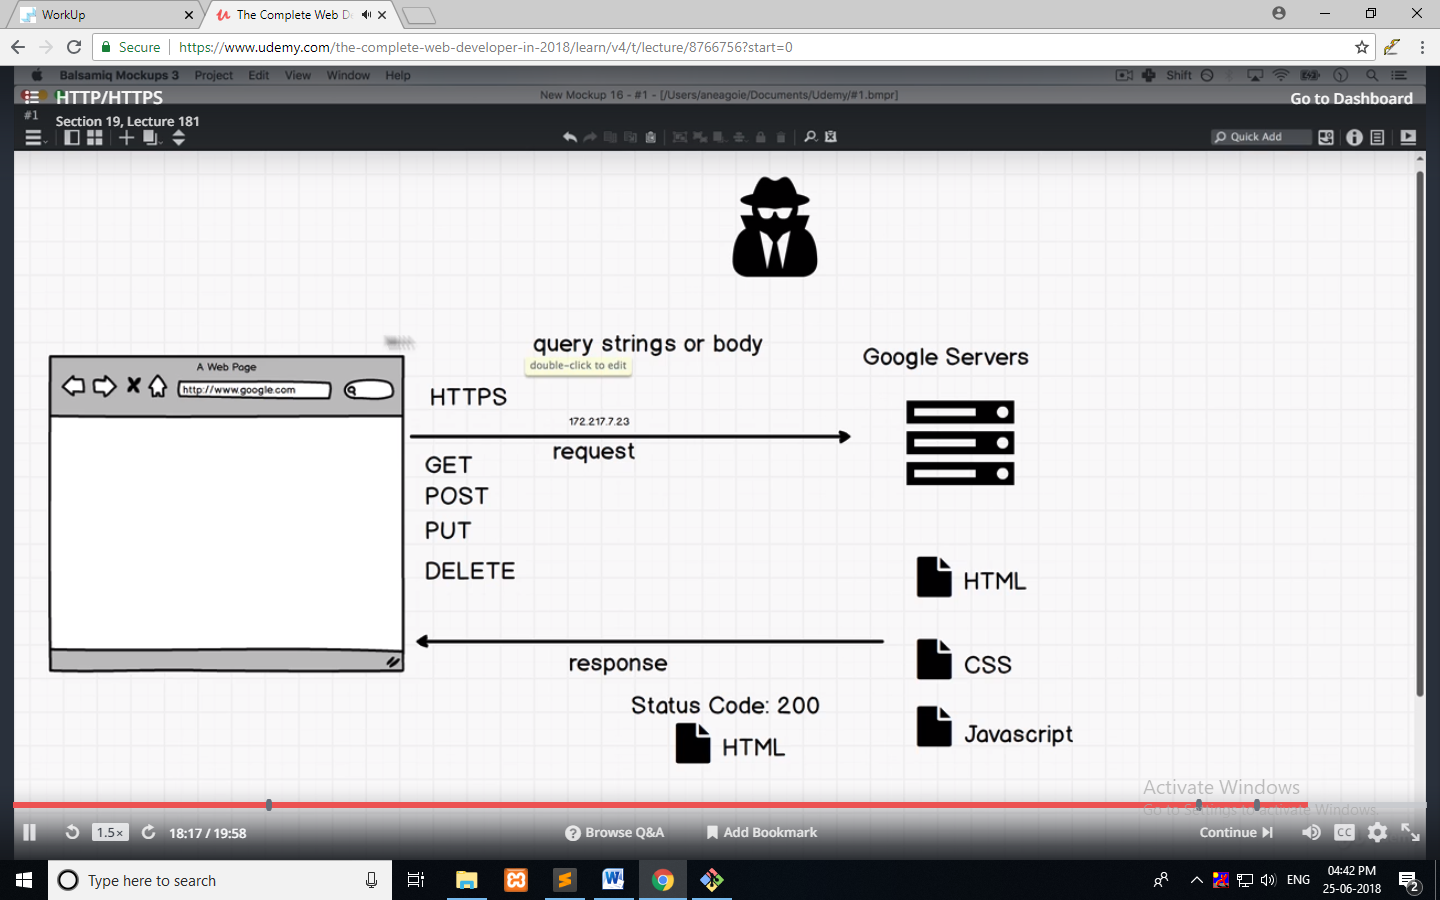 WorkUp
The Complete Web De
Secure
https://www.udemy.com/the-complete-web-developer-in-2018/learn/v4/t/lecture/8766756?start=0
Balsamiq Mockups 3 Project Edit View Window Help
Shift
HTTP/HTTPS
New Mockup 16 - #1 - [/Users/aneagoie/Documents/Udemy/#1.bmpr]
Go to Dashboard
#1
Section 19, Lecture 181
Quick Add
query strings or body
double-click to edit
Google Servers
A Web Page
http://www.google.com
HTTPS
172.217.7.23
request
GET
POST
PUT
DELETE
HTML
response
CSS
Status Code: 200
HTML
Javascript
Activate Windows
Go to Settings to activate Windows.
1.5×
18:17 / 19:58
Browse Q&A
Add Bookmark
Continue
CC
Type here to search
ENG
04:42 PM
25-06-2018
2